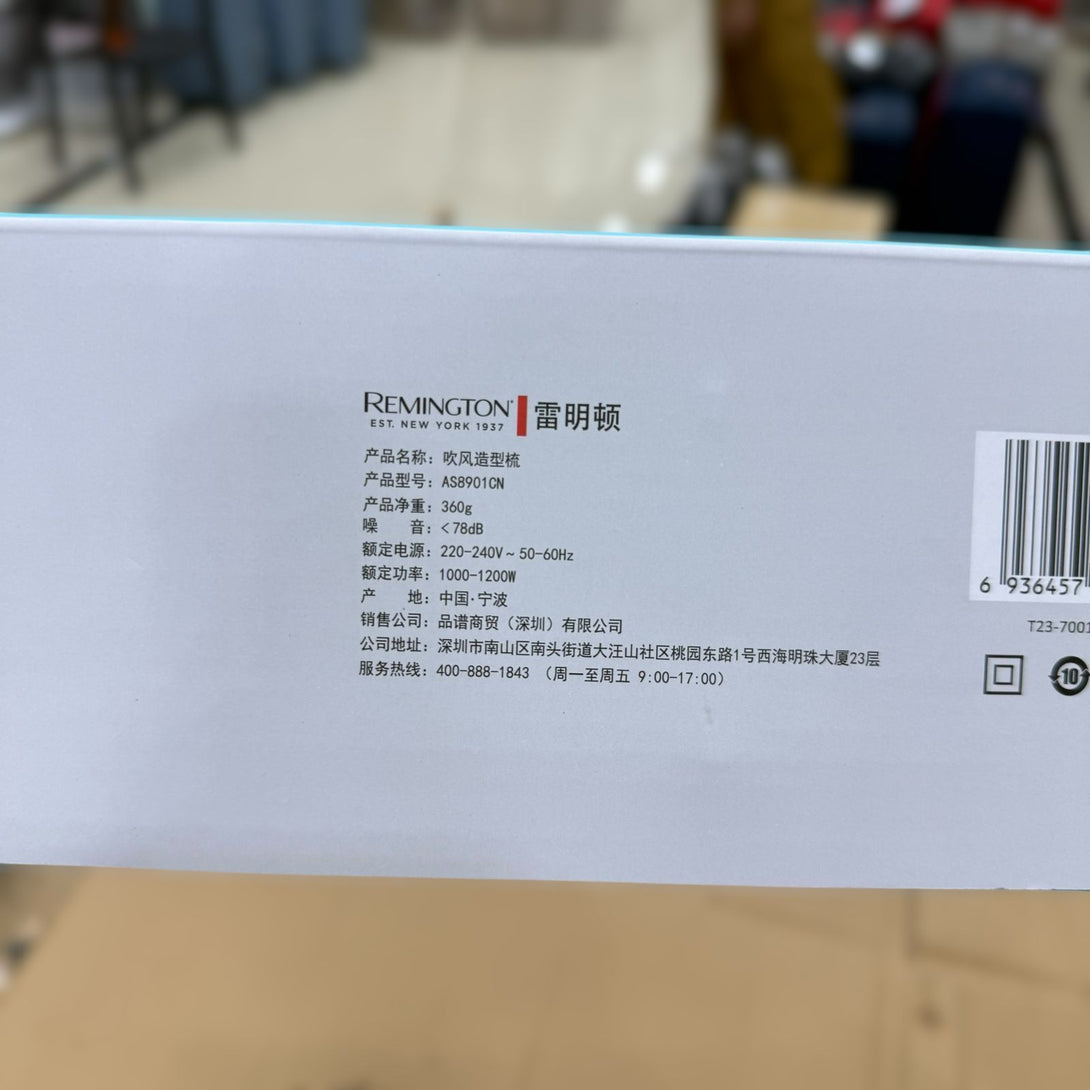 REMINGTON 雷明顿
EST. NEW YORK 1937
产品名称：吹风造型梳
产品型号：AS8901CN
产品净重：360g
噪　　音：＜78dB
额定电源：220-240V～50-60Hz
额定功率：1000-1200W
产　　地：中国·宁波
销售公司：品谱商贸（深圳）有限公司
公司地址：深圳市南山区南头街道大汪山社区桃园东路1号西海明珠大厦23层
服务热线：400-888-1843 （周一至周五 9:00-17:00）
6 936457
T23-7001
10